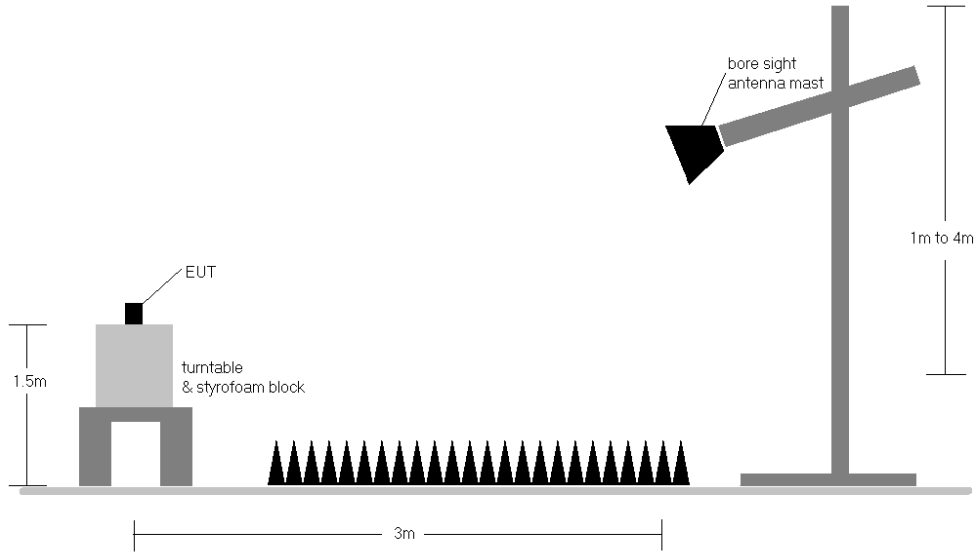 bore sight
antenna mast
1m to 4m
EUT
turntable
& styrofoam block
1.5m
3m